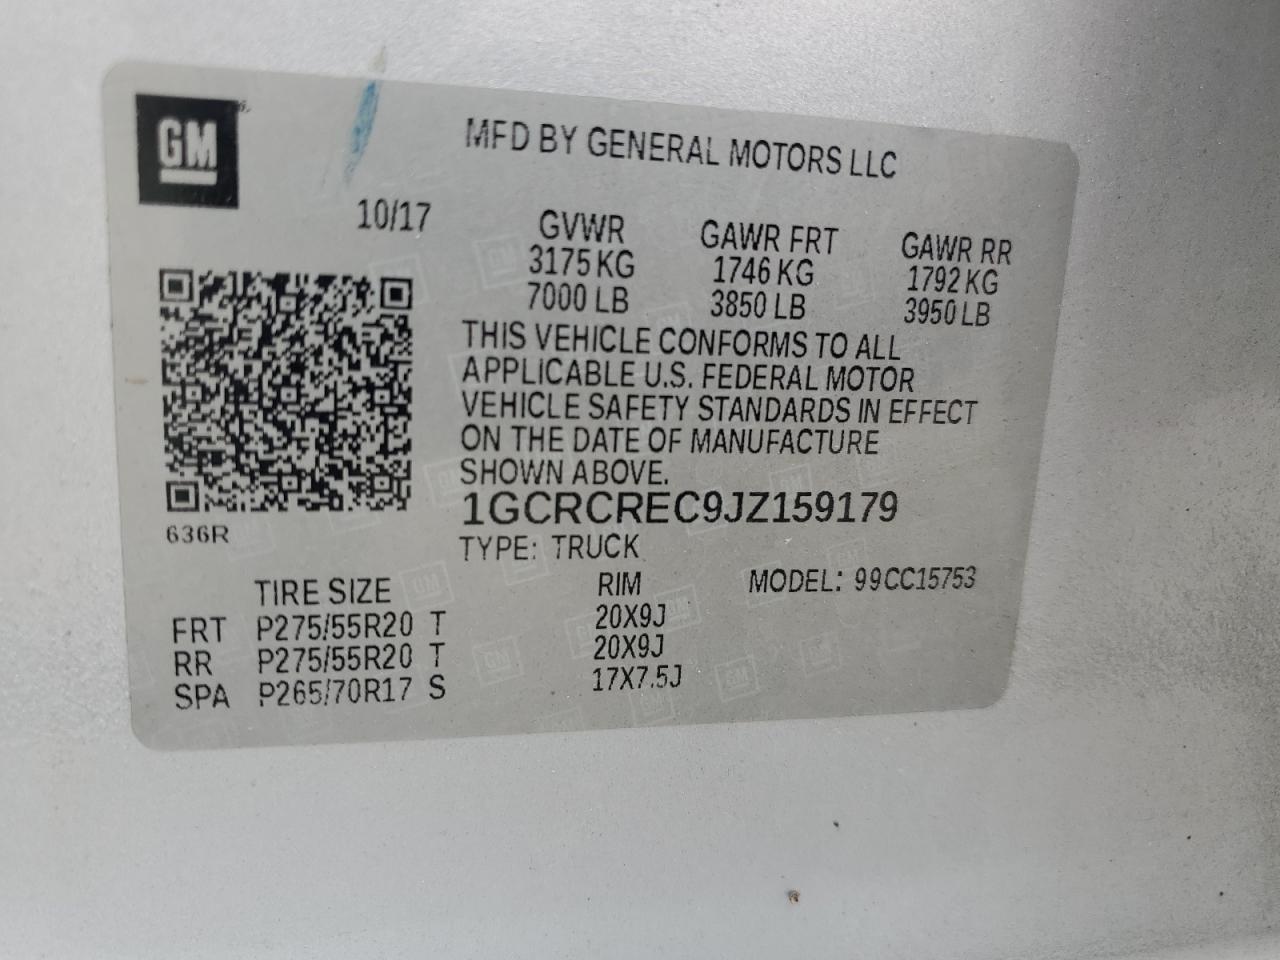 GM
MFD BY GENERAL MOTORS LLC
10/17
GVWR GAWR FRT GAWR RR
3175 KG 1746 KG 1792 KG
7000 LB 3850 LB 3950 LB
THIS VEHICLE CONFORMS TO ALL
APPLICABLE U.S. FEDERAL MOTOR
VEHICLE SAFETY STANDARDS IN EFFECT
ON THE DATE OF MANUFACTURE
SHOWN ABOVE.
1GCRCREC9JZ159179
636R
TYPE: TRUCK
TIRE SIZE RIM MODEL: 99CC15753
FRT P275/55R20 T 20X9J
RR P275/55R20 T 20X9J
SPA P265/70R17 S 17X7.5J